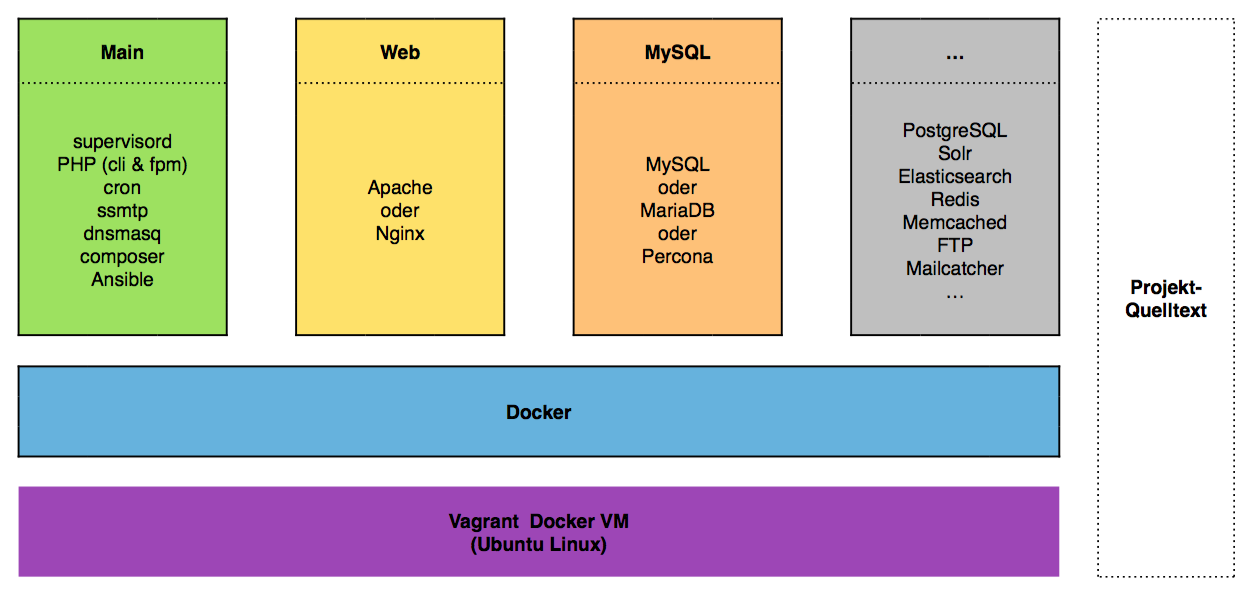 Main
supervisord
PHP (cli & fpm)
cron
ssmtp
dnsmasq
composer
Ansible
Web
Apache
oder
Nginx
MySQL
MySQL
oder
MariaDB
oder
Percona
...
PostgreSQL
Solr
Elasticsearch
Redis
Memcached
FTP
Mailcatcher
...
Projekt-
Quelltext
Docker
Vagrant Docker VM
(Ubuntu Linux)